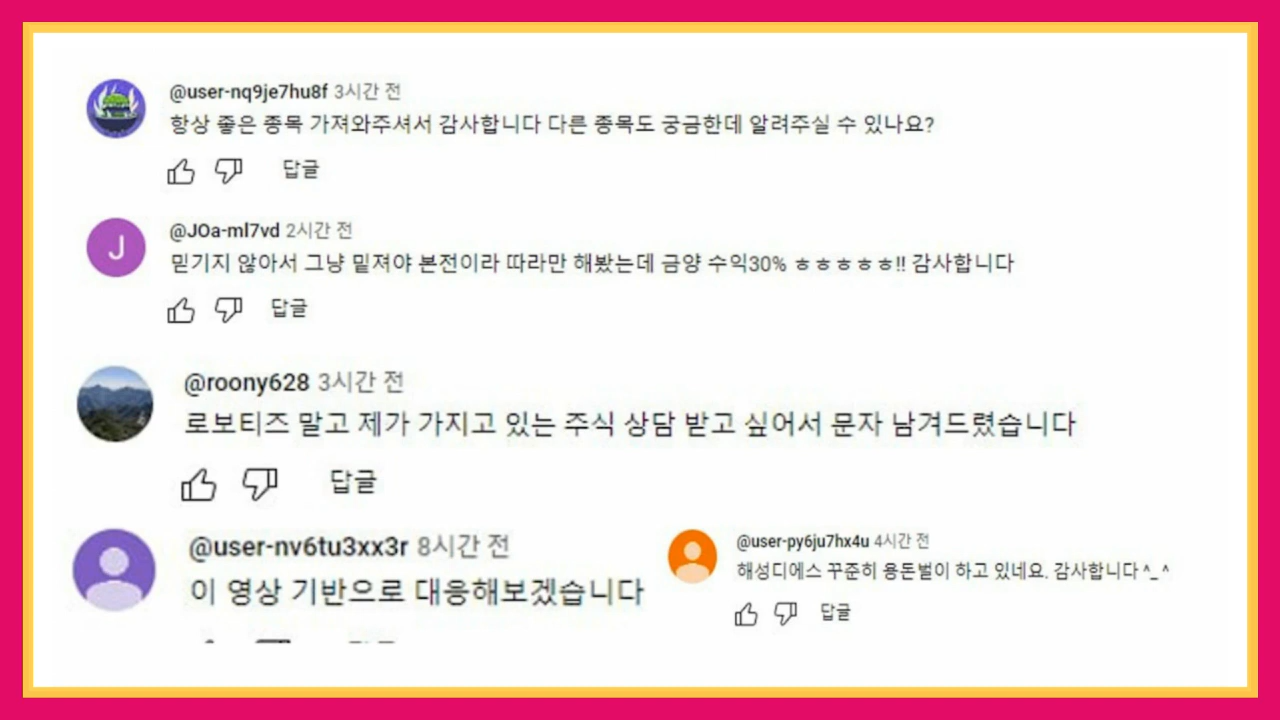 @user-nq9je7hu8f 3시간 전
항상 좋은 종목 가져와주셔서 감사합니다 다른 종목도 궁금한데 알려주실 수 있나요?
답글
J
@JOa-ml7vd 2시간 전
믿기지 않아서 그냥 밑져야 본전이라 따라만 해봤는데 금양 수익30% ㅎㅎㅎㅎㅎ!! 감사합니다
답글
@roony628 3시간 전
로보티즈 말고 제가 가지고 있는 주식 상담 받고 싶어서 문자 남겨드렸습니다
답글
@user-nv6tu3xx3r 8시간 전
이 영상 기반으로 대응해보겠습니다
@user-py6ju7hx4u 4시간 전
해성디에스 꾸준히 용돈벌이 하고 있네요. 감사합니다 ^_^
답글